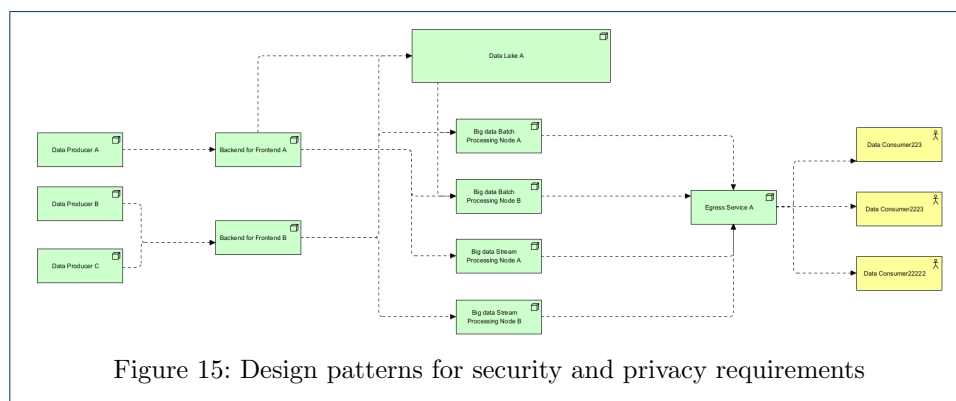 Data Lake A
Data Producer A
Backend for Frontend A
Big data Batch
Processing Node A
Data Consumer223
Data Producer B
Big data Batch
Processing Node B
Egress Service A
Data Consumer2223
Backend for Frontend B
Data Producer C
Big data Stream
Processing Node A
Data Consumer22222
Big data Stream
Processing Node B
Figure 15: Design patterns for security and privacy requirements